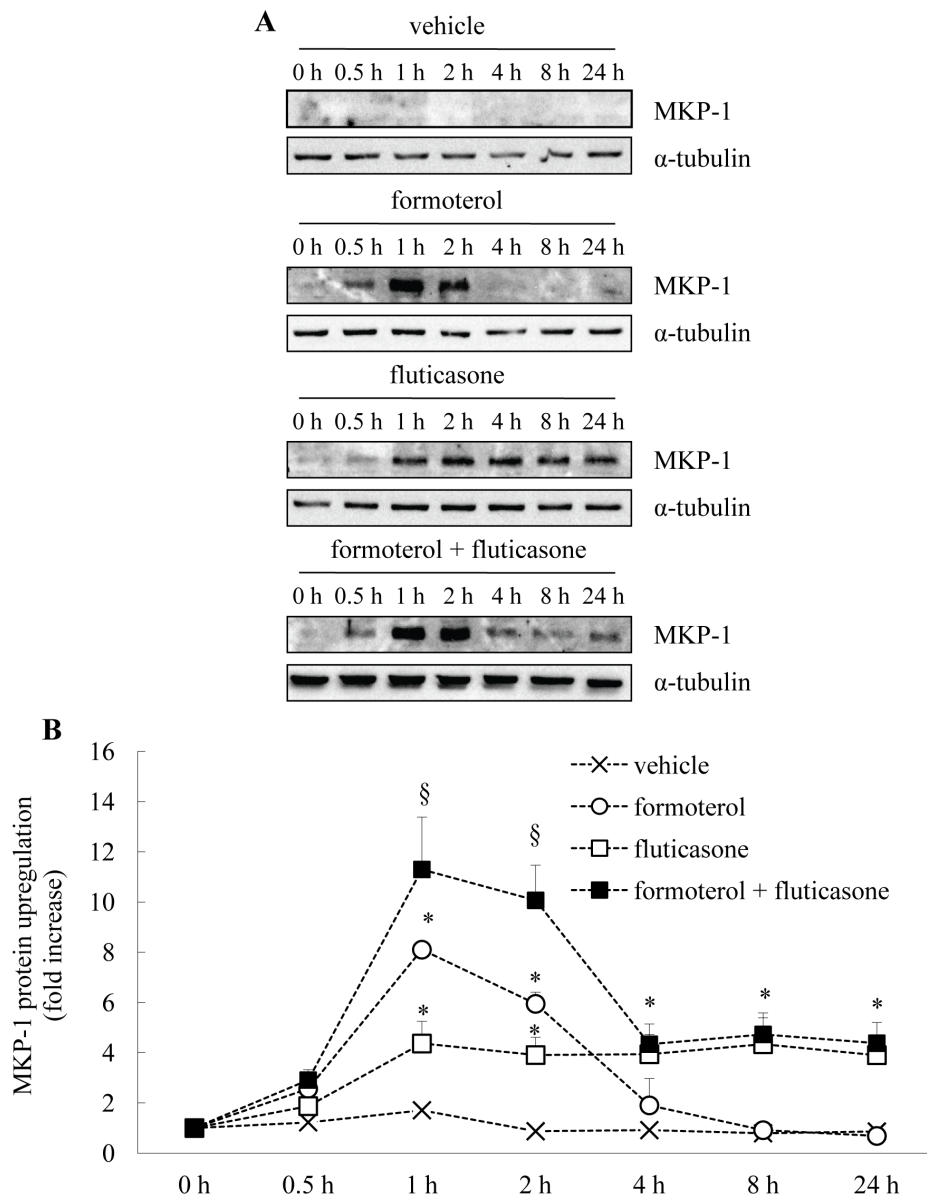 A
vehicle
0 h 0.5 h 1 h 2 h 4 h 8 h 24 h
MKP-1
α-tubulin
formoterol
0 h 0.5 h 1 h 2 h 4 h 8 h 24 h
MKP-1
α-tubulin
fluticasone
0 h 0.5 h 1 h 2 h 4 h 8 h 24 h
MKP-1
α-tubulin
formoterol + fluticasone
0 h 0.5 h 1 h 2 h 4 h 8 h 24 h
MKP-1
α-tubulin
B
MKP-1 protein upregulation
(fold increase)
16
14
12
10
8
6
4
2
0
§
§
*
*
*
*
*
*
*
vehicle
formoterol
fluticasone
formoterol + fluticasone
0 h 0.5 h 1 h 2 h 4 h 8 h 24 h